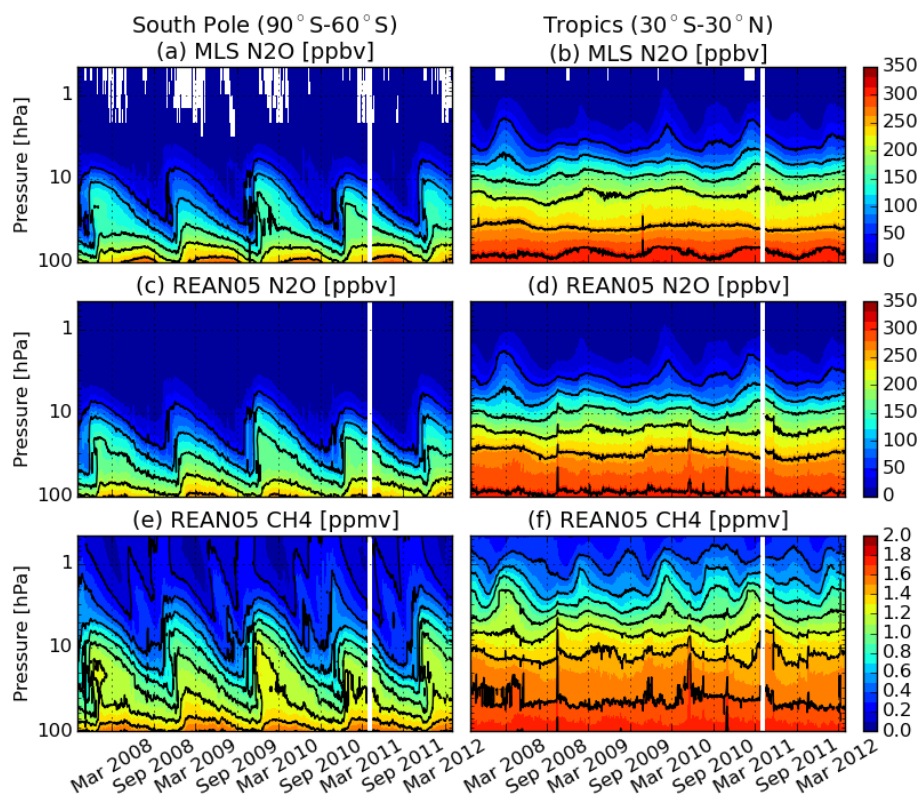 South Pole (90°S-60°S)
Tropics (30°S-30°N)
(a) MLS N2O [ppbv]
(b) MLS N2O [ppbv]
Pressure [hPa]
1
10
100
350
300
250
200
150
100
50
0
(c) REAN05 N2O [ppbv]
(d) REAN05 N2O [ppbv]
Pressure [hPa]
1
10
100
350
300
250
200
150
100
50
0
(e) REAN05 CH4 [ppmv]
(f) REAN05 CH4 [ppmv]
Pressure [hPa]
1
10
100
2.0
1.8
1.6
1.4
1.2
1.0
0.8
0.6
0.4
0.2
0.0
Mar 2008
Sep 2008
Mar 2009
Sep 2009
Mar 2010
Sep 2010
Mar 2011
Sep 2011
Mar 2012
Mar 2008
Sep 2008
Mar 2009
Sep 2009
Mar 2010
Sep 2010
Mar 2011
Sep 2011
Mar 2012